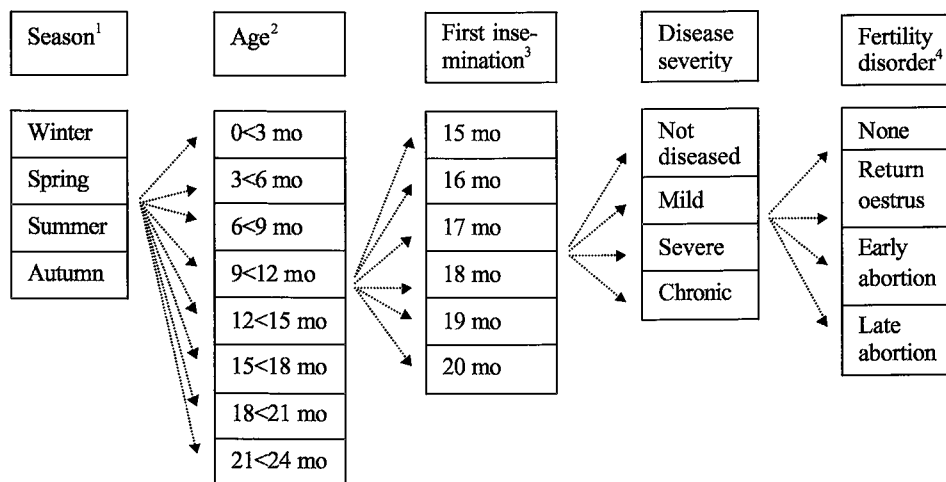 Season¹
Age²
First inse-
mination³
Disease
severity
Fertility
disorder⁴
Winter
Spring
Summer
Autumn
0<3 mo
3<6 mo
6<9 mo
9<12 mo
12<15 mo
15<18 mo
18<21 mo
21<24 mo
15 mo
16 mo
17 mo
18 mo
19 mo
20 mo
Not
diseased
Mild
Severe
Chronic
None
Return
oestrus
Early
abortion
Late
abortion